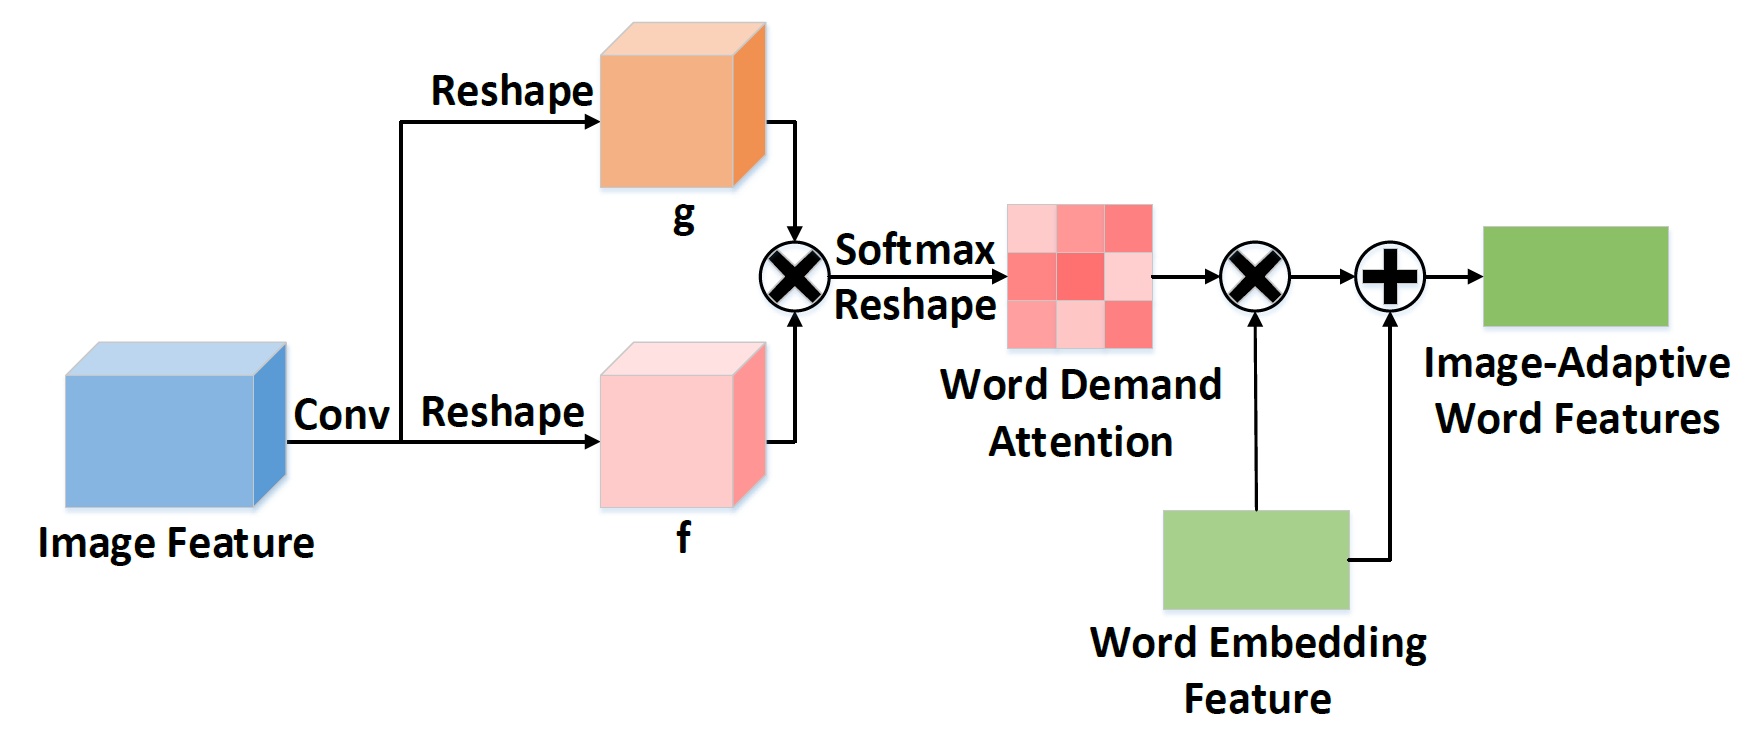 Reshape
g
Softmax
Reshape
Word Demand
Attention
Image-Adaptive
Word Features
Conv
Reshape
Image Feature
f
Word Embedding
Feature